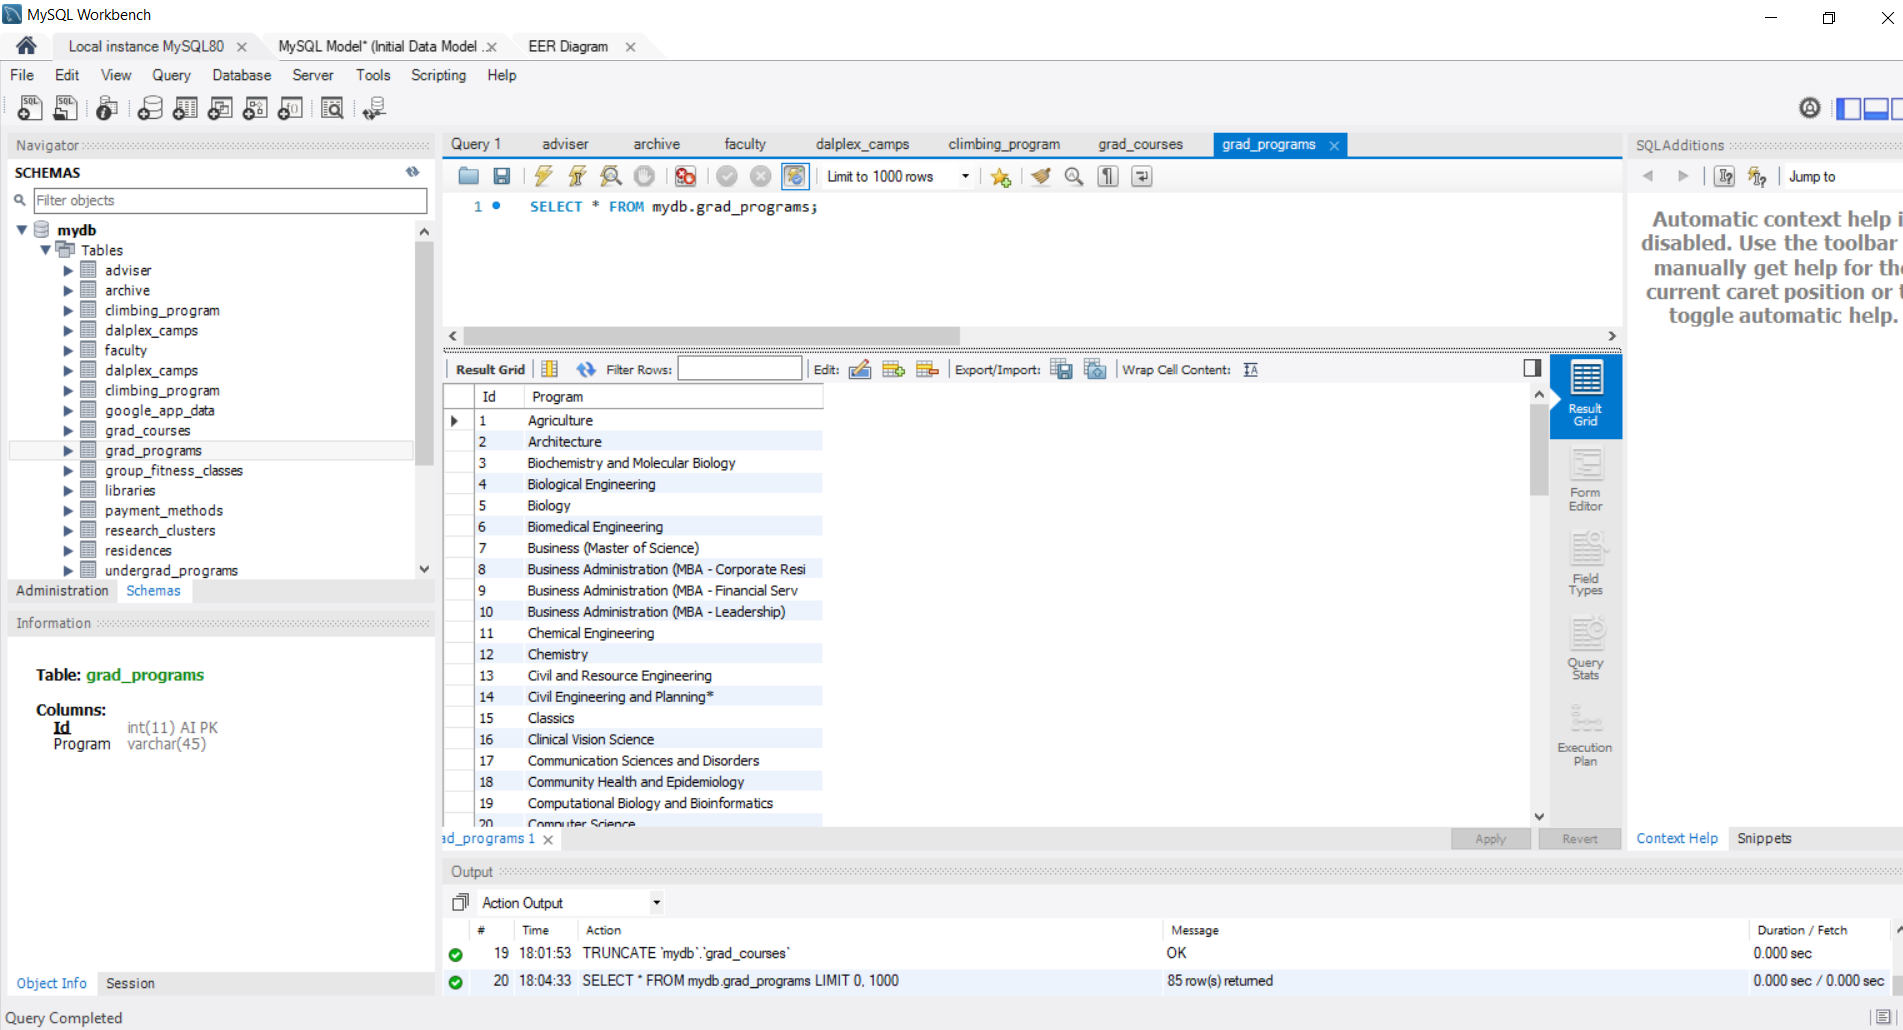 MySQL Workbench
Local instance MySQL80
MySQL Model* (Initial Data Model .
EER Diagram
File Edit View Query Database Server Tools Scripting Help
Navigator
SCHEMAS
Filter objects
mydb
Tables
adviser
archive
climbing_program
dalplex_camps
faculty
dalplex_camps
climbing_program
google_app_data
grad_courses
grad_programs
group_fitness_classes
libraries
payment_methods
research_clusters
residences
undergrad_programs
Administration Schemas
Information
Table: grad_programs
Columns:
Id int(11) AI PK
Program varchar(45)
Object Info Session
Query 1 adviser archive faculty dalplex_camps climbing_program grad_courses grad_programs
Limit to 1000 rows
1 SELECT * FROM mydb.grad_programs;
Result Grid Filter Rows: Edit: Export/Import: Wrap Cell Content:
Id Program
1 Agriculture
2 Architecture
3 Biochemistry and Molecular Biology
4 Biological Engineering
5 Biology
6 Biomedical Engineering
7 Business (Master of Science)
8 Business Administration (MBA - Corporate Resi
9 Business Administration (MBA - Financial Serv
10 Business Administration (MBA - Leadership)
11 Chemical Engineering
12 Chemistry
13 Civil and Resource Engineering
14 Civil Engineering and Planning*
15 Classics
16 Clinical Vision Science
17 Communication Sciences and Disorders
18 Community Health and Epidemiology
19 Computational Biology and Bioinformatics
20 Computer Science
Result
Grid
Form
Editor
Field
Types
Query
Stats
Execution
Plan
ad_programs 1
Apply Revert
SQLAdditions
Jump to
Automatic context help i
disabled. Use the toolbar
manually get help for the
current caret position or t
toggle automatic help.
Context Help Snippets
Output
Action Output
# Time Action Message Duration / Fetch
19 18:01:53 TRUNCATE `mydb`.`grad_courses` OK 0.000 sec
20 18:04:33 SELECT * FROM mydb.grad_programs LIMIT 0, 1000 85 row(s) returned 0.000 sec / 0.000 sec
Query Completed